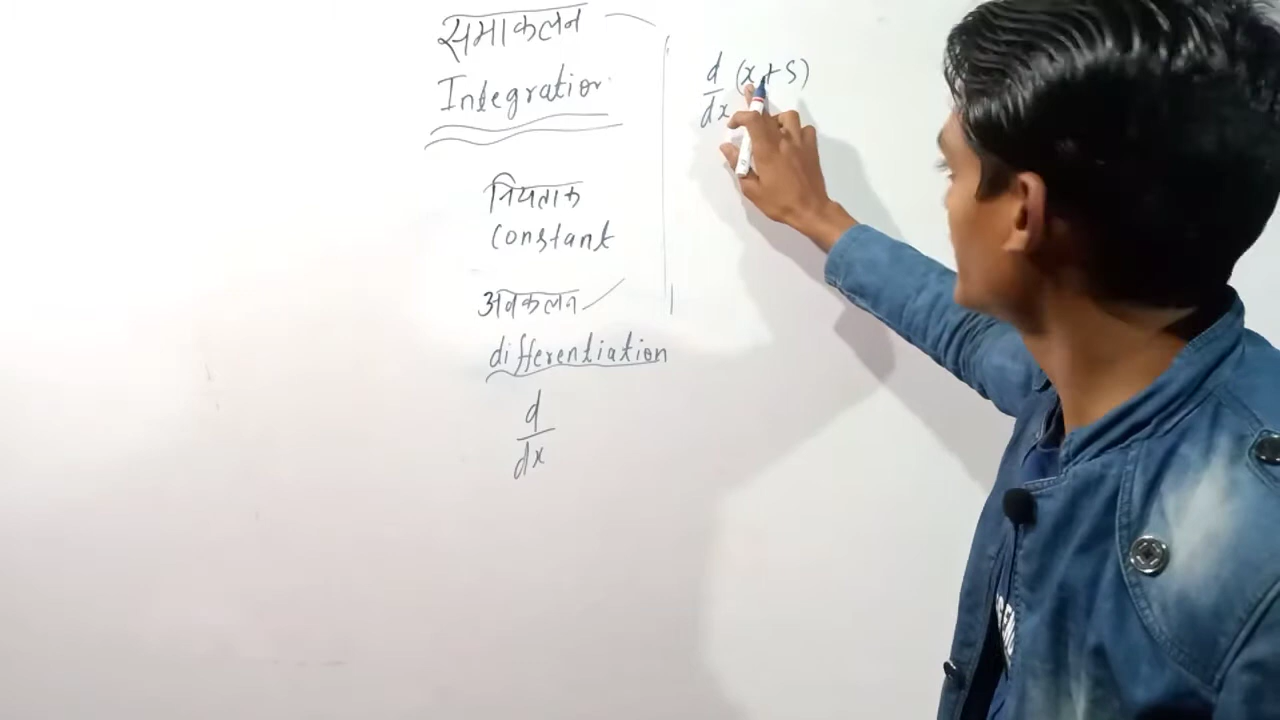 समाकलन
Integration
नियताक
constant
अवकलन
differentiation
d
dx
d
dx (x+5)